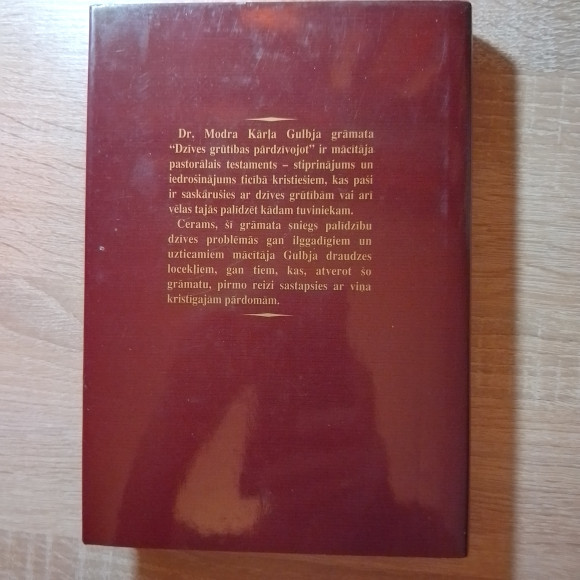 Dr. Modra Kārļa Gulbja grāmata
“Dzīves grūtības pārdzīvojot” ir mācītāja
pastorālais testaments – stiprinājums un
iedrošinājums ticībā kristiešiem, kas paši
ir saskārušies ar dzīves grūtībām vai arī
vēlas tajās palīdzēt kādam tuviniekam.
Cerams, šī grāmata sniegs palīdzību
dzīves problēmās gan ilggadīgiem un
uzticamiem mācītāja Gulbja draudzes
locekļiem, gan tiem, kas, atverot šo
grāmatu, pirmo reizi sastapsies ar viņa
kristīgajām pārdomām.